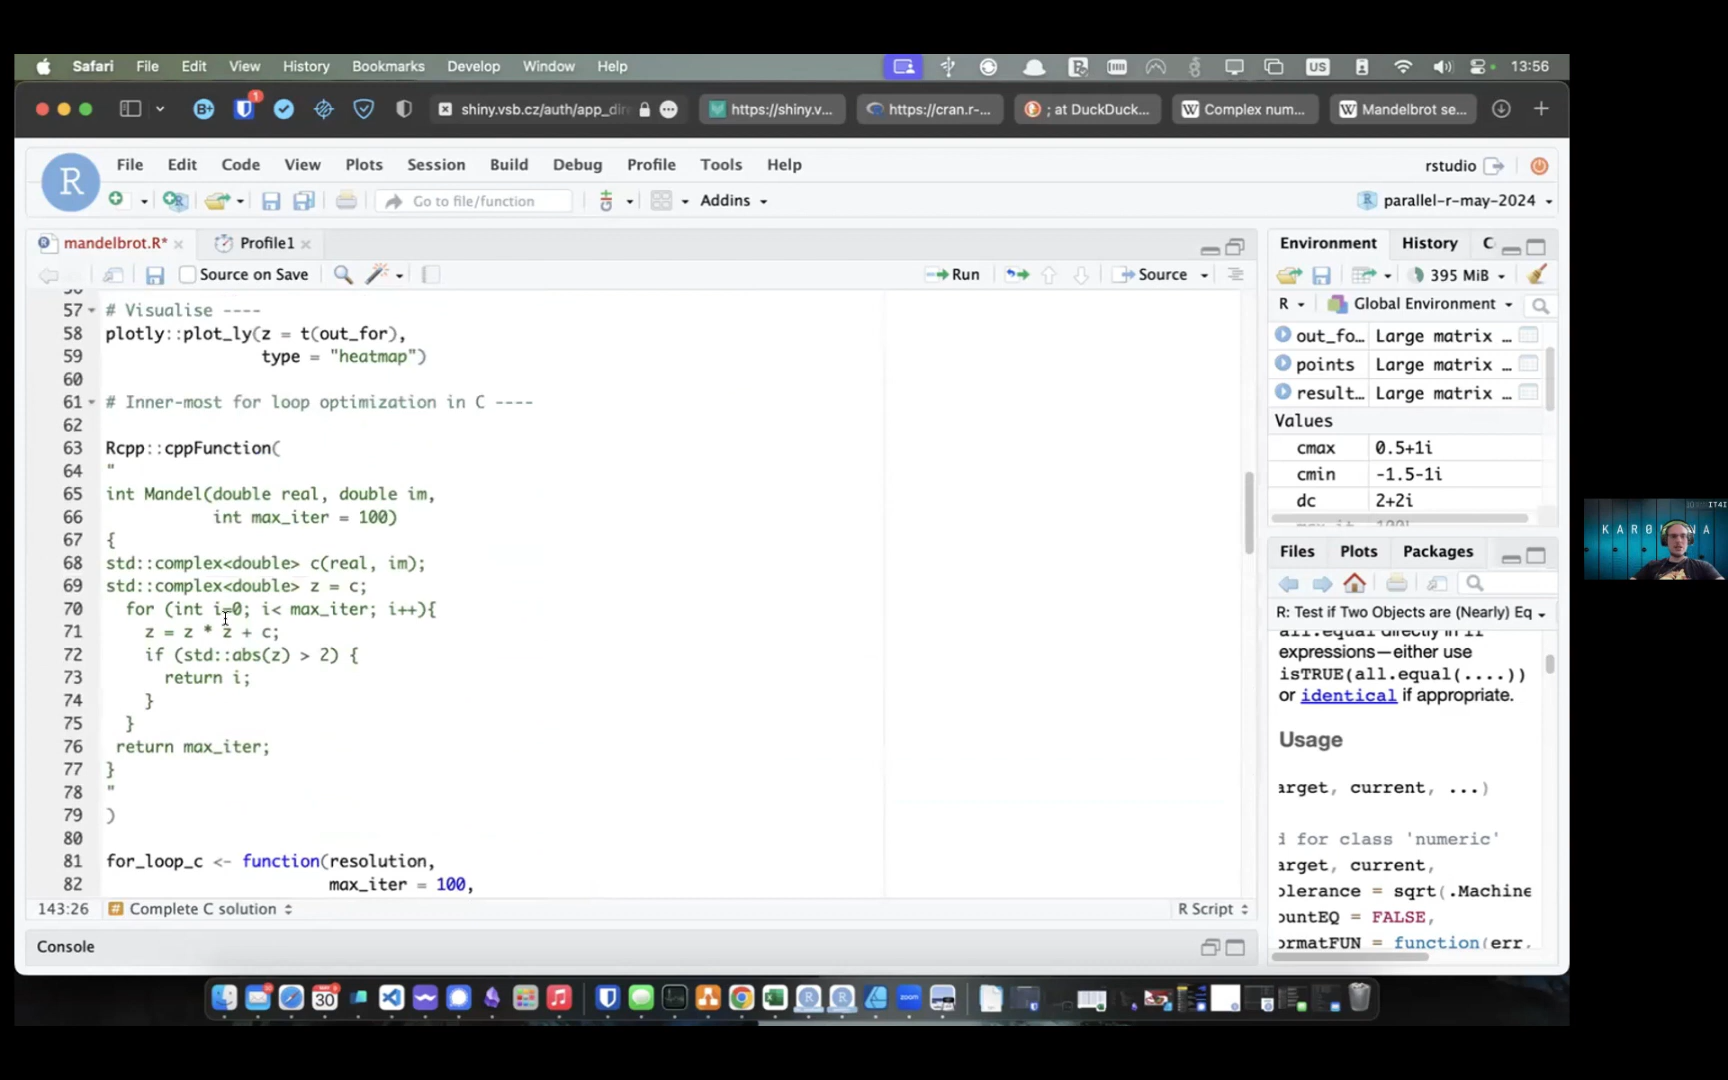 Safari File Edit View History Bookmarks Develop Window Help US 13:56
shiny.vsb.cz/auth/app_dir https://shiny.v... https://cran.r-... ; at DuckDuck... Complex num... Mandelbrot se...
R File Edit Code View Plots Session Build Debug Profile Tools Help rstudio
Go to file/function Addins parallel-r-may-2024
mandelbrot.R* Profile1
Source on Save Run Source
57 # Visualise ----
58 plotly::plot_ly(z = t(out_for),
59 type = "heatmap")
60
61 # Inner-most for loop optimization in C ----
62
63 Rcpp::cppFunction(
64 "
65 int Mandel(double real, double im,
66 int max_iter = 100)
67 {
68 std::complex<double> c(real, im);
69 std::complex<double> z = c;
70 for (int i=0; i< max_iter; i++){
71 z = z * z + c;
72 if (std::abs(z) > 2) {
73 return i;
74 }
75 }
76 return max_iter;
77 }
78 "
79 )
80
81 for_loop_c <- function(resolution,
82 max_iter = 100,
143:26 Complete C solution R Script
Console
Environment History C
395 MiB
R Global Environment
out_fo... Large matrix ...
points Large matrix ...
result... Large matrix ...
Values
cmax 0.5+1i
cmin -1.5-1i
dc 2+2i
Files Plots Packages
R: Test if Two Objects are (Nearly) Eq
all.equal directly in if
expressions—either use
isTRUE(all.equal(....))
or identical if appropriate.
Usage
arget, current, ...)
d for class 'numeric'
arget, current,
olerance = sqrt(.Machine
ountEQ = FALSE,
ormatFUN = function(err,
KAROLINA
IT4I
30
zoom